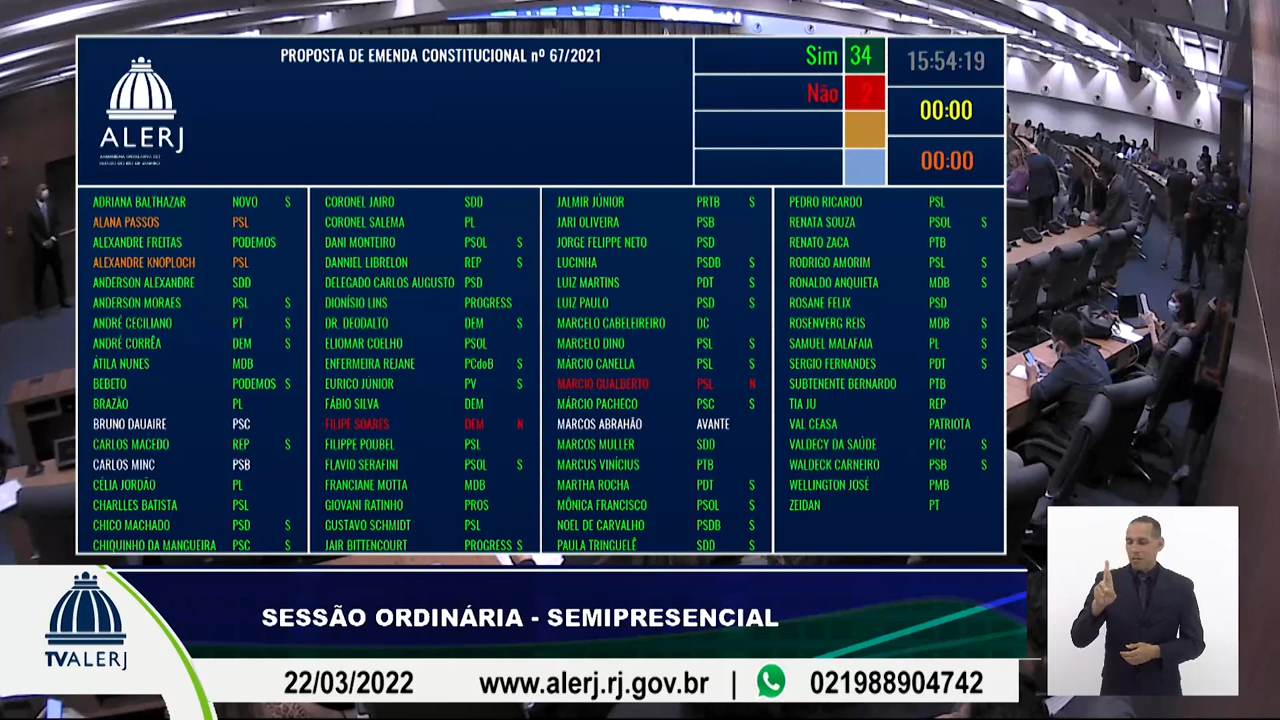 PROPOSTA DE EMENDA CONSTITUCIONAL nº 67/2021
Sim 34
Não 2
15:54:19
00:00
00:00
ALERJ
ADRIANA BALTHAZAR NOVO S
ALANA PASSOS PSL
ALEXANDRE FREITAS PODEMOS
ALEXANDRE KNOPLOCH PSL
ANDERSON ALEXANDRE SDD
ANDERSON MORAES PSL S
ANDRÉ CECILIANO PT S
ANDRÉ CORRÊA DEM S
ÁTILA NUNES MDB
BEBETO PODEMOS S
BRAZÃO PL
BRUNO DAUAIRE PSC
CARLOS MACEDO REP S
CARLOS MINC PSB
CÉLIA JORDÃO PL
CHARLLES BATISTA PSL
CHICO MACHADO PSD S
CHIQUINHO DA MANGUEIRA PSC S
CORONEL JAIRO SDD
CORONEL SALEMA PL
DANI MONTEIRO PSOL S
DANNIEL LIBRELON REP S
DELEGADO CARLOS AUGUSTO PSD
DIONÍSIO LINS PROGRESS
DR. DEODALTO DEM S
ELIOMAR COELHO PSOL
ENFERMEIRA REJANE PCdoB S
EURICO JÚNIOR PV S
FÁBIO SILVA DEM
FILIPE SOARES DEM N
FILIPPE POUBEL PSL
FLAVIO SERAFINI PSOL S
FRANCIANE MOTTA MDB
GIOVANI RATINHO PROS
GUSTAVO SCHMIDT PSL
JAIR BITTENCOURT PROGRESS S
JALMIR JÚNIOR PRTB S
JARI OLIVEIRA PSB
JORGE FELIPPE NETO PSD
LUCINHA PSDB S
LUIZ MARTINS PDT S
LUIZ PAULO PSD S
MARCELO CABELEIREIRO DC
MARCELO DINO PSL S
MÁRCIO CANELLA PSL S
MARCIO GUALBERTO PSL N
MÁRCIO PACHECO PSC S
MARCOS ABRAHÃO AVANTE
MARCOS MULLER SDD
MARCUS VINÍCIUS PTB
MARTHA ROCHA PDT S
MÔNICA FRANCISCO PSOL S
NOEL DE CARVALHO PSDB S
PAULA TRINGUELÊ SDD S
PEDRO RICARDO PSL
RENATA SOUZA PSOL S
RENATO ZACA PTB
RODRIGO AMORIM PSL S
RONALDO ANQUIETA MDB S
ROSANE FELIX PSD
ROSENVERG REIS MDB S
SAMUEL MALAFAIA PL S
SERGIO FERNANDES PDT S
SUBTENENTE BERNARDO PTB
TIA JU REP
VAL CEASA PATRIOTA
VALDECY DA SAÚDE PTC S
WALDECK CARNEIRO PSB S
WELLINGTON JOSÉ PMB
ZEIDAN PT
SESSÃO ORDINÁRIA - SEMIPRESENCIAL
TVALERJ
22/03/2022 www.alerj.rj.gov.br | 021988904742